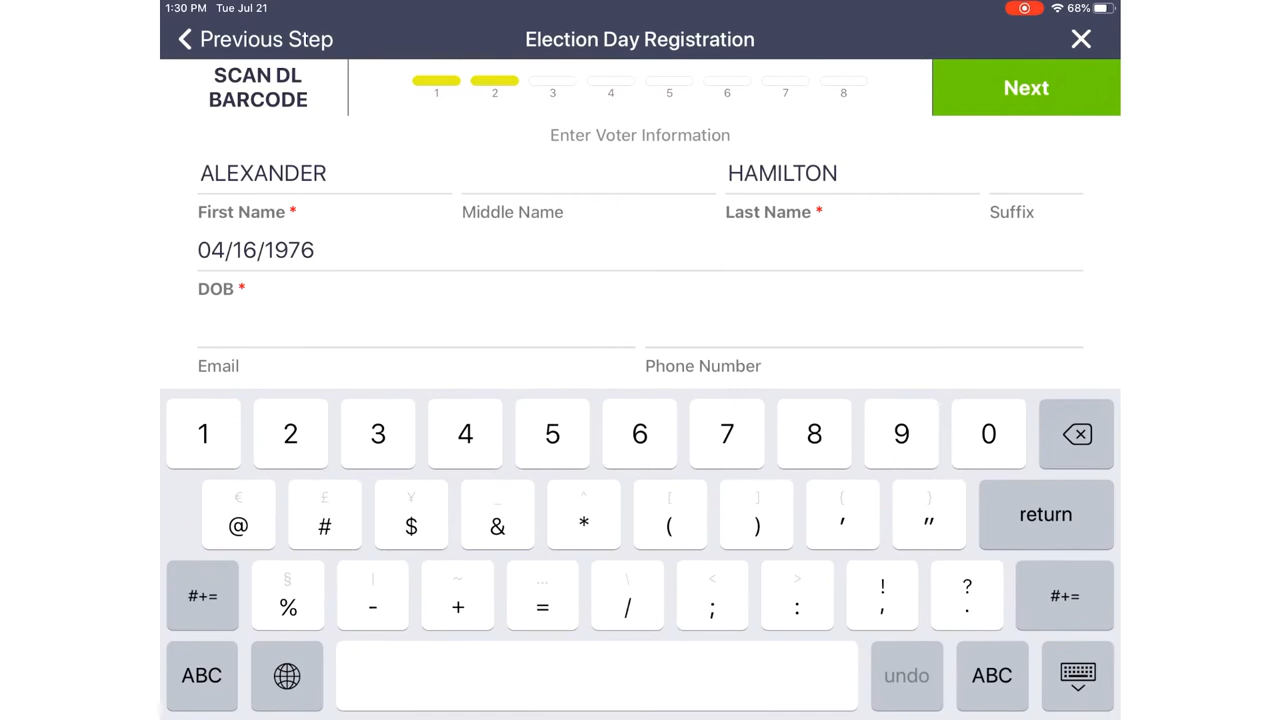 1:30 PM Tue Jul 21 68%
Previous Step Election Day Registration
SCAN DL
BARCODE
1 2 3 4 5 6 7 8
Next
Enter Voter Information
ALEXANDER HAMILTON
First Name * Middle Name Last Name * Suffix
04/16/1976
DOB *
Email Phone Number
1 2 3 4 5 6 7 8 9 0
€ £ ¥ _ ^ [ ] { }
@ # $ & * ( ) ' " return
§ | ~ … \ < > ! ?
#+= % - + = / ; : , . #+=
ABC undo ABC